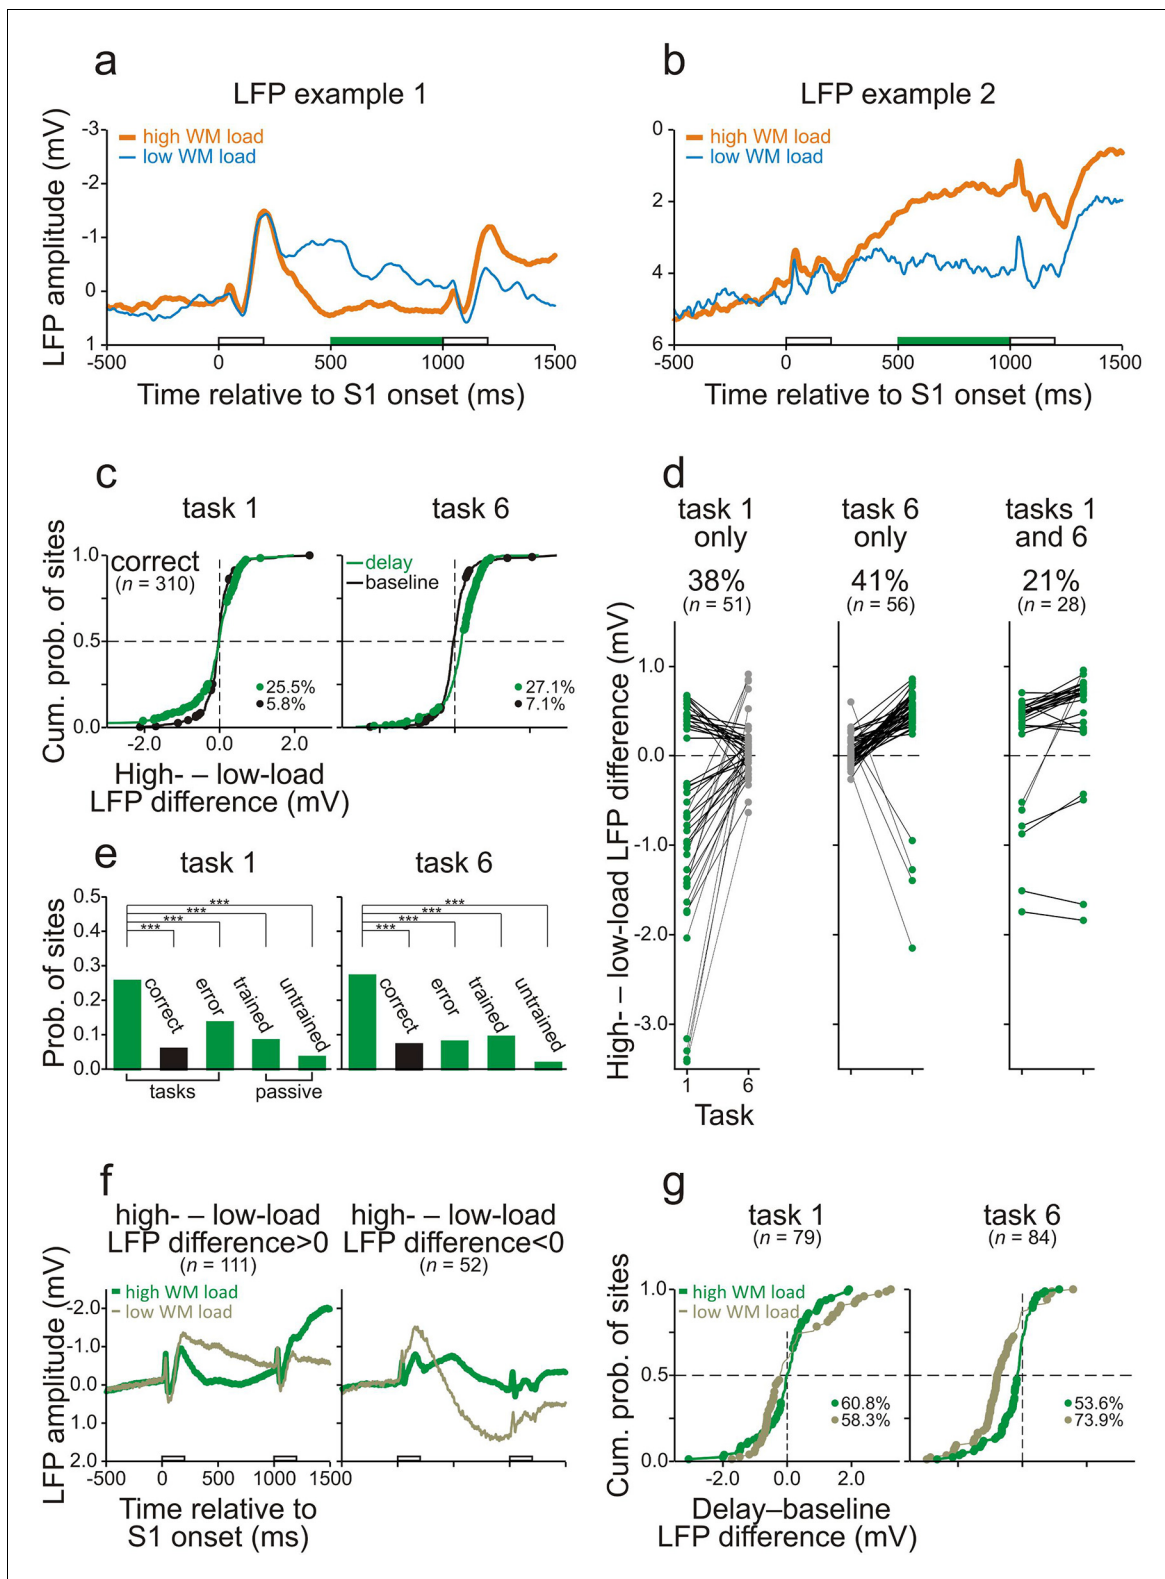 a
LFP example 1
LFP amplitude (mV)
-3
-2
-1
0
1
high WM load
low WM load
-500
0
500
1000
1500
Time relative to S1 onset (ms)
b
LFP example 2
0
2
4
6
high WM load
low WM load
-500
0
500
1000
1500
Time relative to S1 onset (ms)
c
task 1
task 6
Cum. prob. of sites
1.0
0.5
0.0
correct
(n = 310)
25.5%
5.8%
-2.0
0.0
2.0
delay
baseline
27.1%
7.1%
High- – low-load
LFP difference (mV)
d
task 1
only
38%
(n = 51)
task 6
only
41%
(n = 56)
tasks 1
and 6
21%
(n = 28)
High- – low-load LFP difference (mV)
1.0
0.0
-1.0
-2.0
-3.0
1
6
Task
e
task 1
task 6
Prob. of sites
0.5
0.4
0.3
0.2
0.1
0.0
***
***
***
***
correct
error
trained
untrained
tasks
passive
***
***
***
***
correct
error
trained
untrained
f
high- – low-load
LFP difference>0
(n = 111)
high- – low-load
LFP difference<0
(n = 52)
LFP amplitude (mV)
-2.0
-1.0
0.0
1.0
2.0
high WM load
low WM load
-500
0
500
1000
1500
Time relative to
S1 onset (ms)
g
task 1
(n = 79)
task 6
(n = 84)
Cum. prob. of sites
1.0
0.5
0.0
high WM load
low WM load
60.8%
58.3%
53.6%
73.9%
-2.0
0.0
2.0
Delay–baseline
LFP difference (mV)